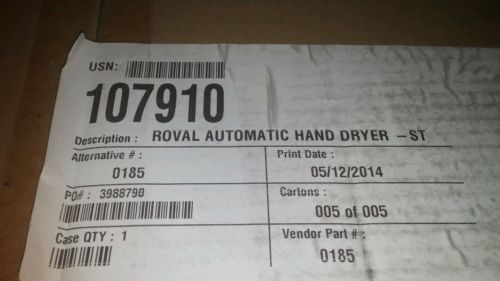 USN:
107910
Description : ROVAL AUTOMATIC HAND DRYER -ST
Alternative # :
0185
Print Date :
05/12/2014
PO# : 3988790
Cartons :
005 of 005
Case QTY : 1
Vendor Part # :
0185